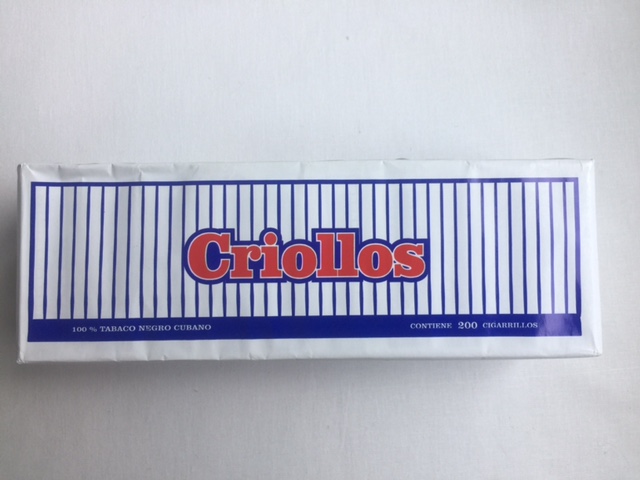 Criollos
100 % TABACO NEGRO CUBANO
CONTIENE 200 CIGARRILLOS